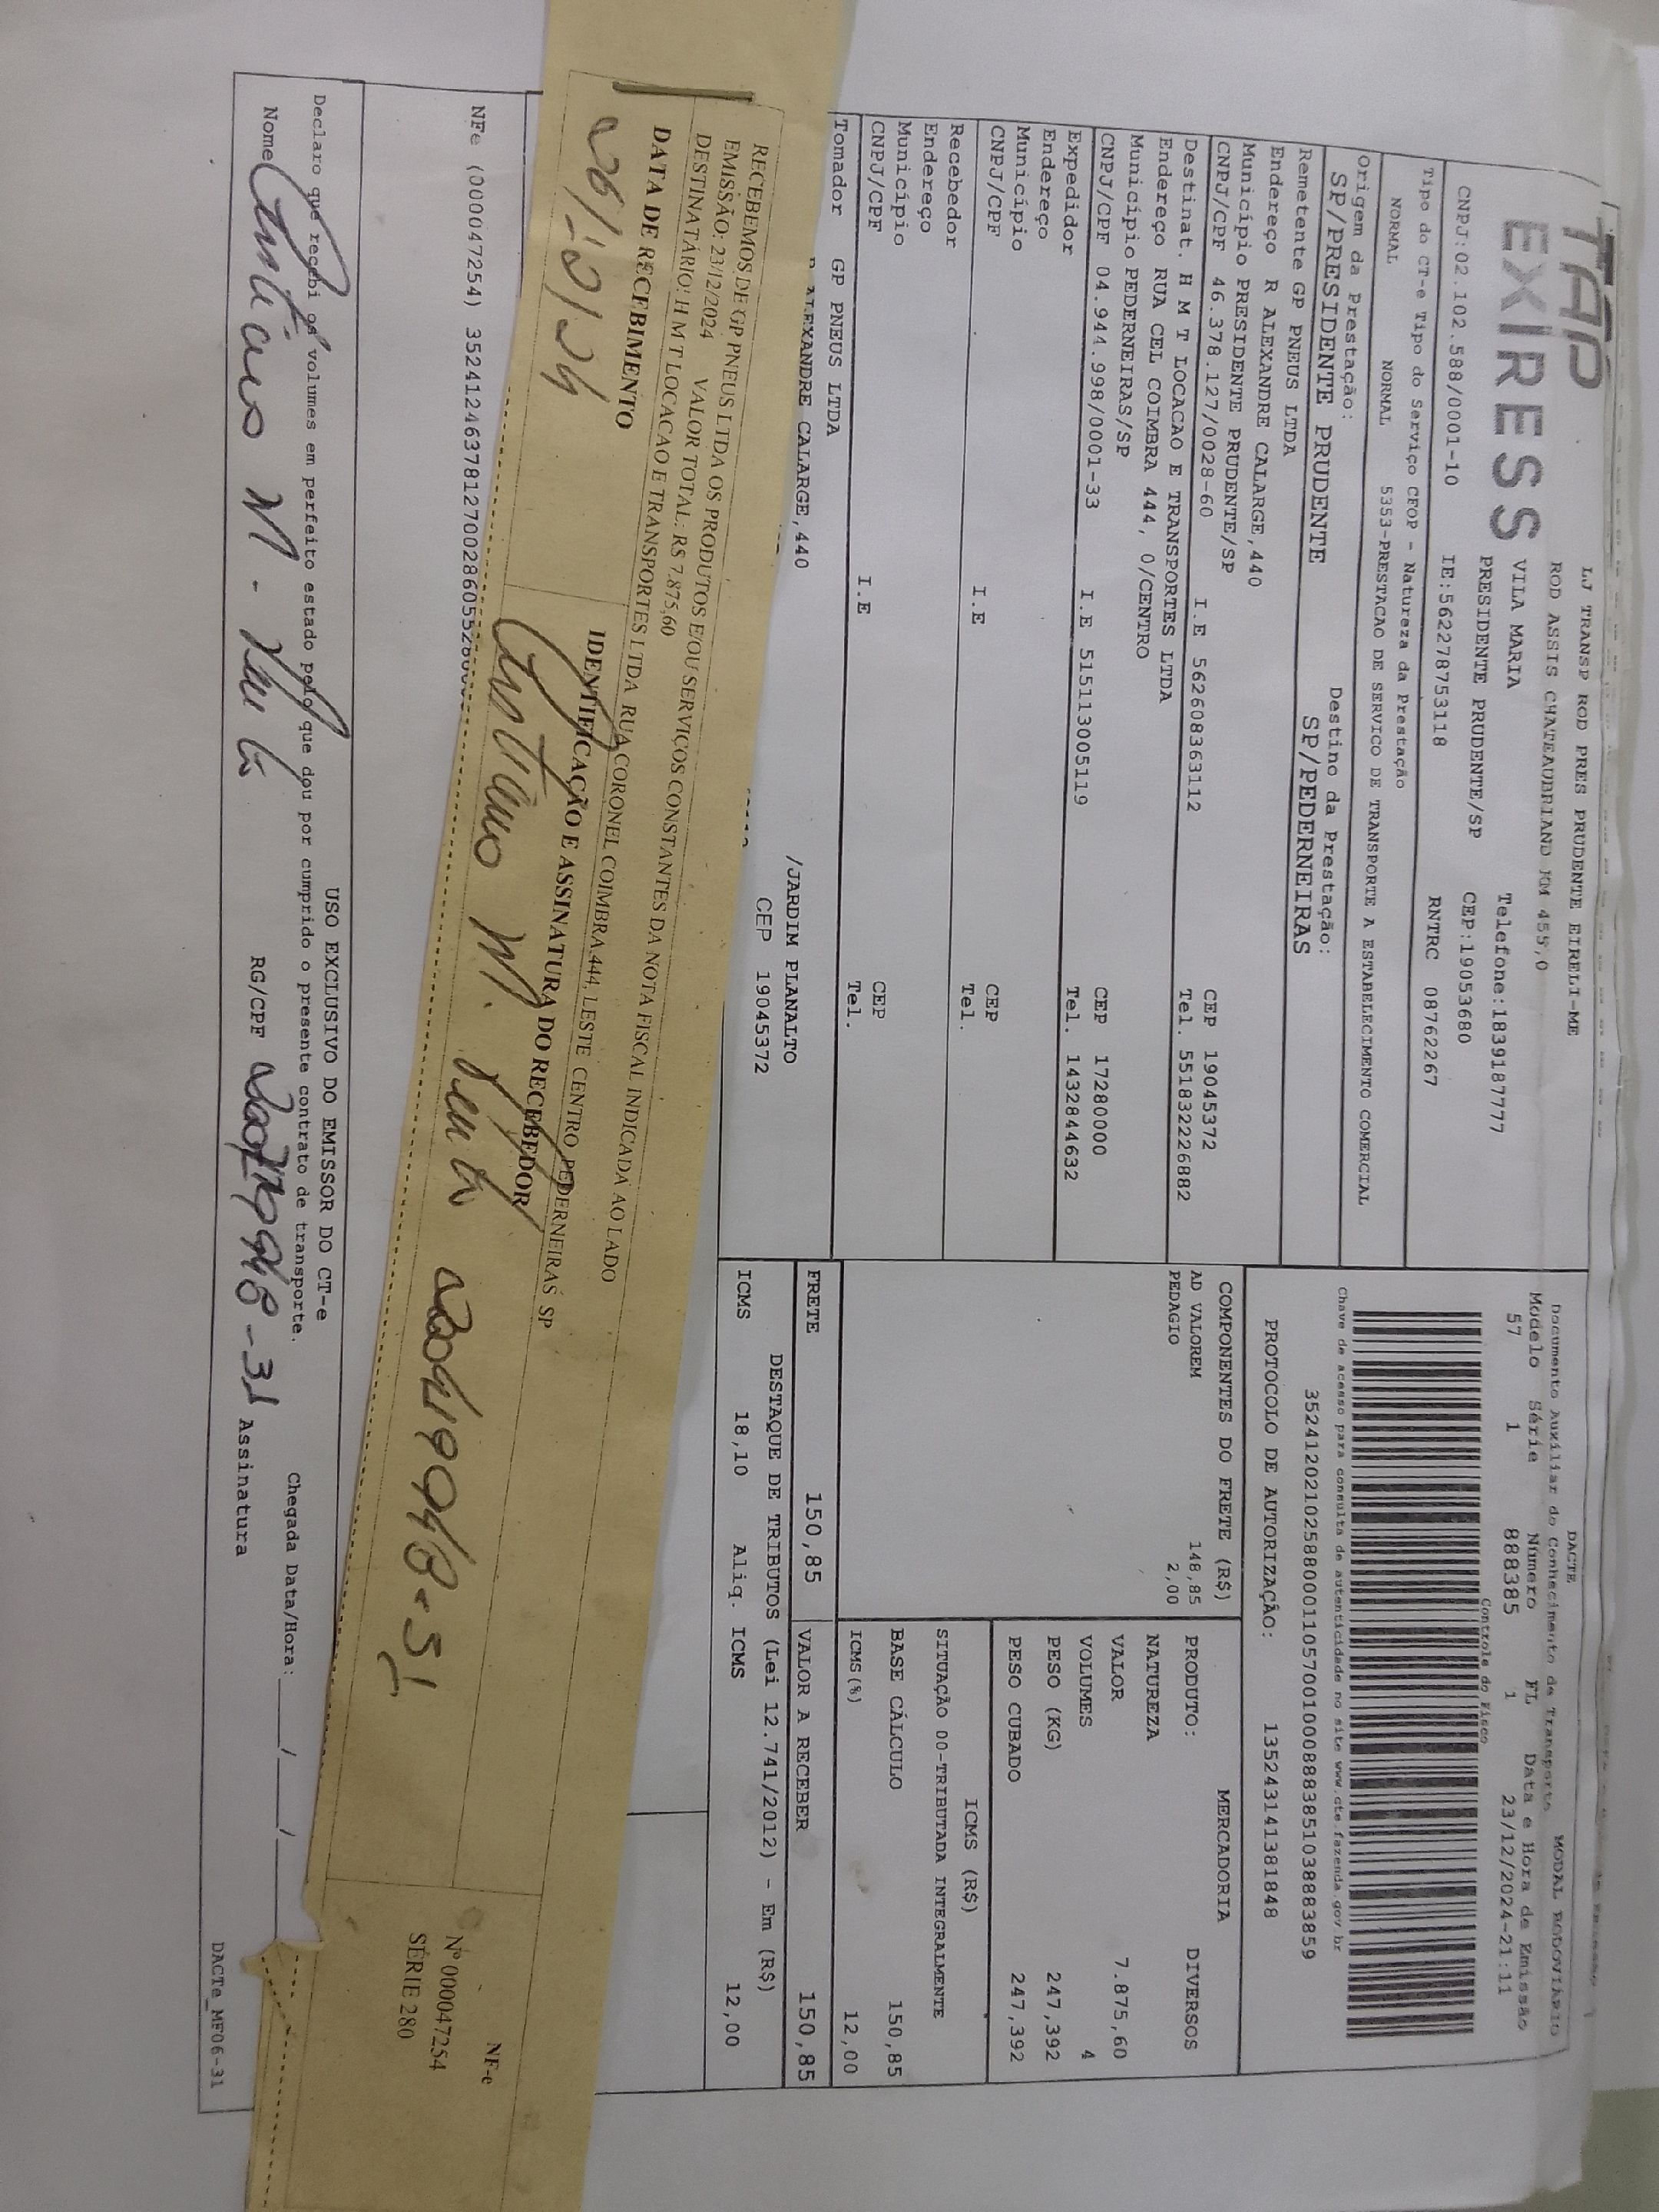 TAP
EXPRESS
LJ TRANSP ROD PRES PRUDENTE EIRELI-ME
ROD ASSIS CHATEAUBRIAND KM 455,0
VILA MARIA
PRESIDENTE PRUDENTE/SP
Telefone:1839187777
CEP:19053680
CNPJ:02.102.588/0001-10 IE:562278753118 RNTRC 08762267
Tipo do CT-e Tipo do Serviço CFOP - Natureza da Prestação
NORMAL NORMAL 5353-PRESTACAO DE SERVICO DE TRANSPORTE A ESTABELECIMENTO COMERCIAL
Origem da Prestação: Destino da Prestação:
SP/PRESIDENTE PRUDENTE SP/PEDERNEIRAS
Remetente GP PNEUS LTDA
Endereço R ALEXANDRE CALARGE,440
Município PRESIDENTE PRUDENTE/SP CEP 19045372
CNPJ/CPF 46.378.127/0028-60 I.E 562608363112 Tel. 5518322226882
Destinat. H M T LOCACAO E TRANSPORTES LTDA
Endereço RUA CEL COIMBRA 444, 0/CENTRO
Município PEDERNEIRAS/SP CEP 17280000
CNPJ/CPF 04.944.998/0001-33 I.E 515113005119 Tel. 1432844632
Expedidor
Endereço
Município CEP
CNPJ/CPF I.E Tel.
Recebedor
Endereço
Município CEP
CNPJ/CPF I.E Tel.
Tomador GP PNEUS LTDA
ALEXANDRE CALARGE,440 /JARDIM PLANALTO
CEP 19045372
DACTE
Documento Auxiliar do Conhecimento de Transporte MODAL RODOVIÁRIO
Modelo Série Número FL Data e Hora de Emissão
57 1 888385 1 23/12/2024-21:11
Controle do Fisco
Chave de acesso para consulta de autenticidade no site www.cte.fazenda.gov.br
35241202102588000110570010008883851038883859
PROTOCOLO DE AUTORIZAÇÃO: 135243141381848
COMPONENTES DO FRETE (R$)
AD VALOREM 148,85
PEDAGIO 2,00
MERCADORIA
PRODUTO: DIVERSOS
NATUREZA
VALOR 7.875,60
VOLUMES 4
PESO (KG) 247,392
PESO CUBADO 247,392
ICMS (R$)
SITUAÇÃO 00-TRIBUTADA INTEGRALMENTE
BASE CÁLCULO 150,85
ICMS(%) 12,00
FRETE 150,85 VALOR A RECEBER 150,85
DESTAQUE DE TRIBUTOS (Lei 12.741/2012) - Em (R$)
ICMS 18,10 Aliq. ICMS 12,00
RECEBEMOS DE GP PNEUS LTDA OS PRODUTOS E/OU SERVIÇOS CONSTANTES DA NOTA FISCAL INDICADA AO LADO
EMISSÃO: 23/12/2024 VALOR TOTAL: R$ 7.875,60
DESTINATÁRIO: H M T LOCACAO E TRANSPORTES LTDA RUA CORONEL COIMBRA,444, LESTE CENTRO PEDERNEIRAS SP
DATA DE RECEBIMENTO
IDENTIFICAÇÃO E ASSINATURA DO RECEBEDOR
NF-e
Nº 000047254
SÉRIE 280
NFe (000047254) 352412463781270028605528000
USO EXCLUSIVO DO EMISSOR DO CT-e
Declaro que recebi os volumes em perfeito estado pelo que dou por cumprido o presente contrato de transporte.
Chegada Data/Hora: ___/___/___
Nome RG/CPF Assinatura
DACTe_MF06-31